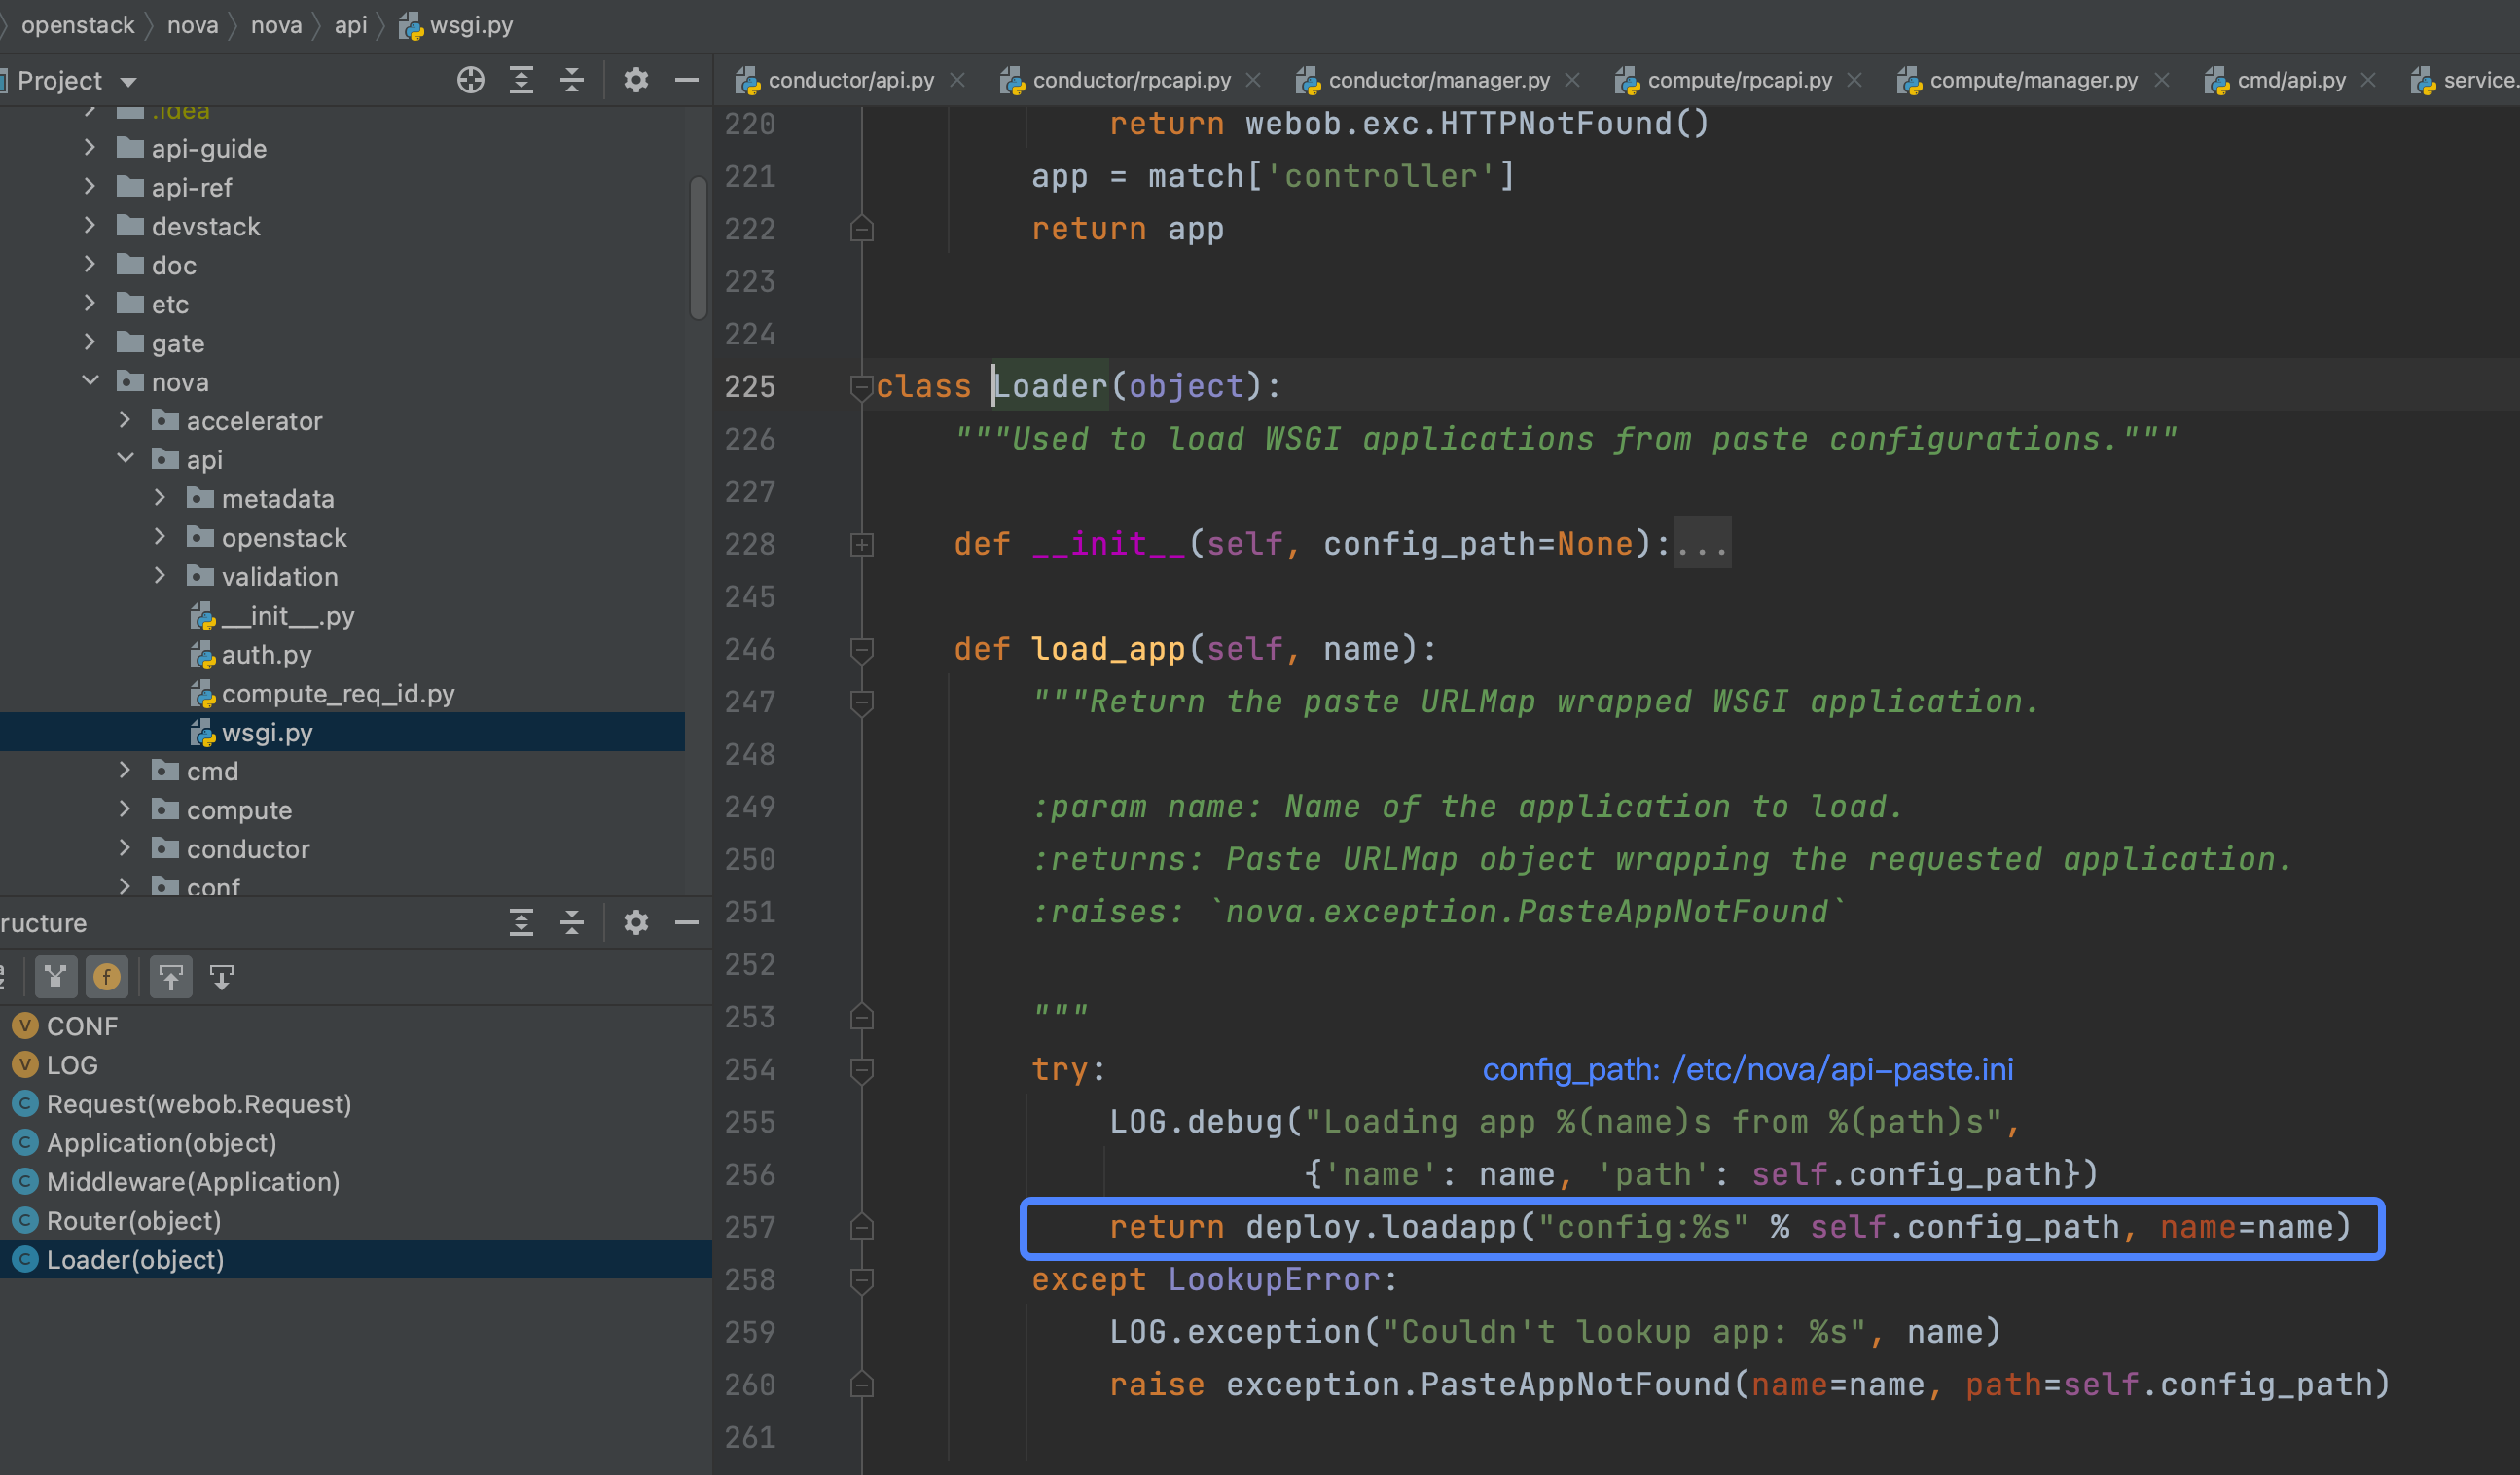 openstack nova nova api wsgi.py
Project
conductor/api.py conductor/rpcapi.py conductor/manager.py compute/rpcapi.py compute/manager.py cmd/api.py service.
.idea
api-guide
api-ref
devstack
doc
etc
gate
nova
accelerator
api
metadata
openstack
validation
__init__.py
auth.py
compute_req_id.py
wsgi.py
cmd
compute
conductor
conf
ructure
CONF
LOG
Request(webob.Request)
Application(object)
Middleware(Application)
Router(object)
Loader(object)
220 return webob.exc.HTTPNotFound()
221 app = match['controller']
222 return app
223
224
225 class Loader(object):
226 """Used to load WSGI applications from paste configurations."""
227
228 def __init__(self, config_path=None):...
245
246 def load_app(self, name):
247 """Return the paste URLMap wrapped WSGI application.
248
249 :param name: Name of the application to load.
250 :returns: Paste URLMap object wrapping the requested application.
251 :raises: `nova.exception.PasteAppNotFound`
252
253 """
254 try: config_path: /etc/nova/api-paste.ini
255 LOG.debug("Loading app %(name)s from %(path)s",
256 {'name': name, 'path': self.config_path})
257 return deploy.loadapp("config:%s" % self.config_path, name=name)
258 except LookupError:
259 LOG.exception("Couldn't lookup app: %s", name)
260 raise exception.PasteAppNotFound(name=name, path=self.config_path)
261